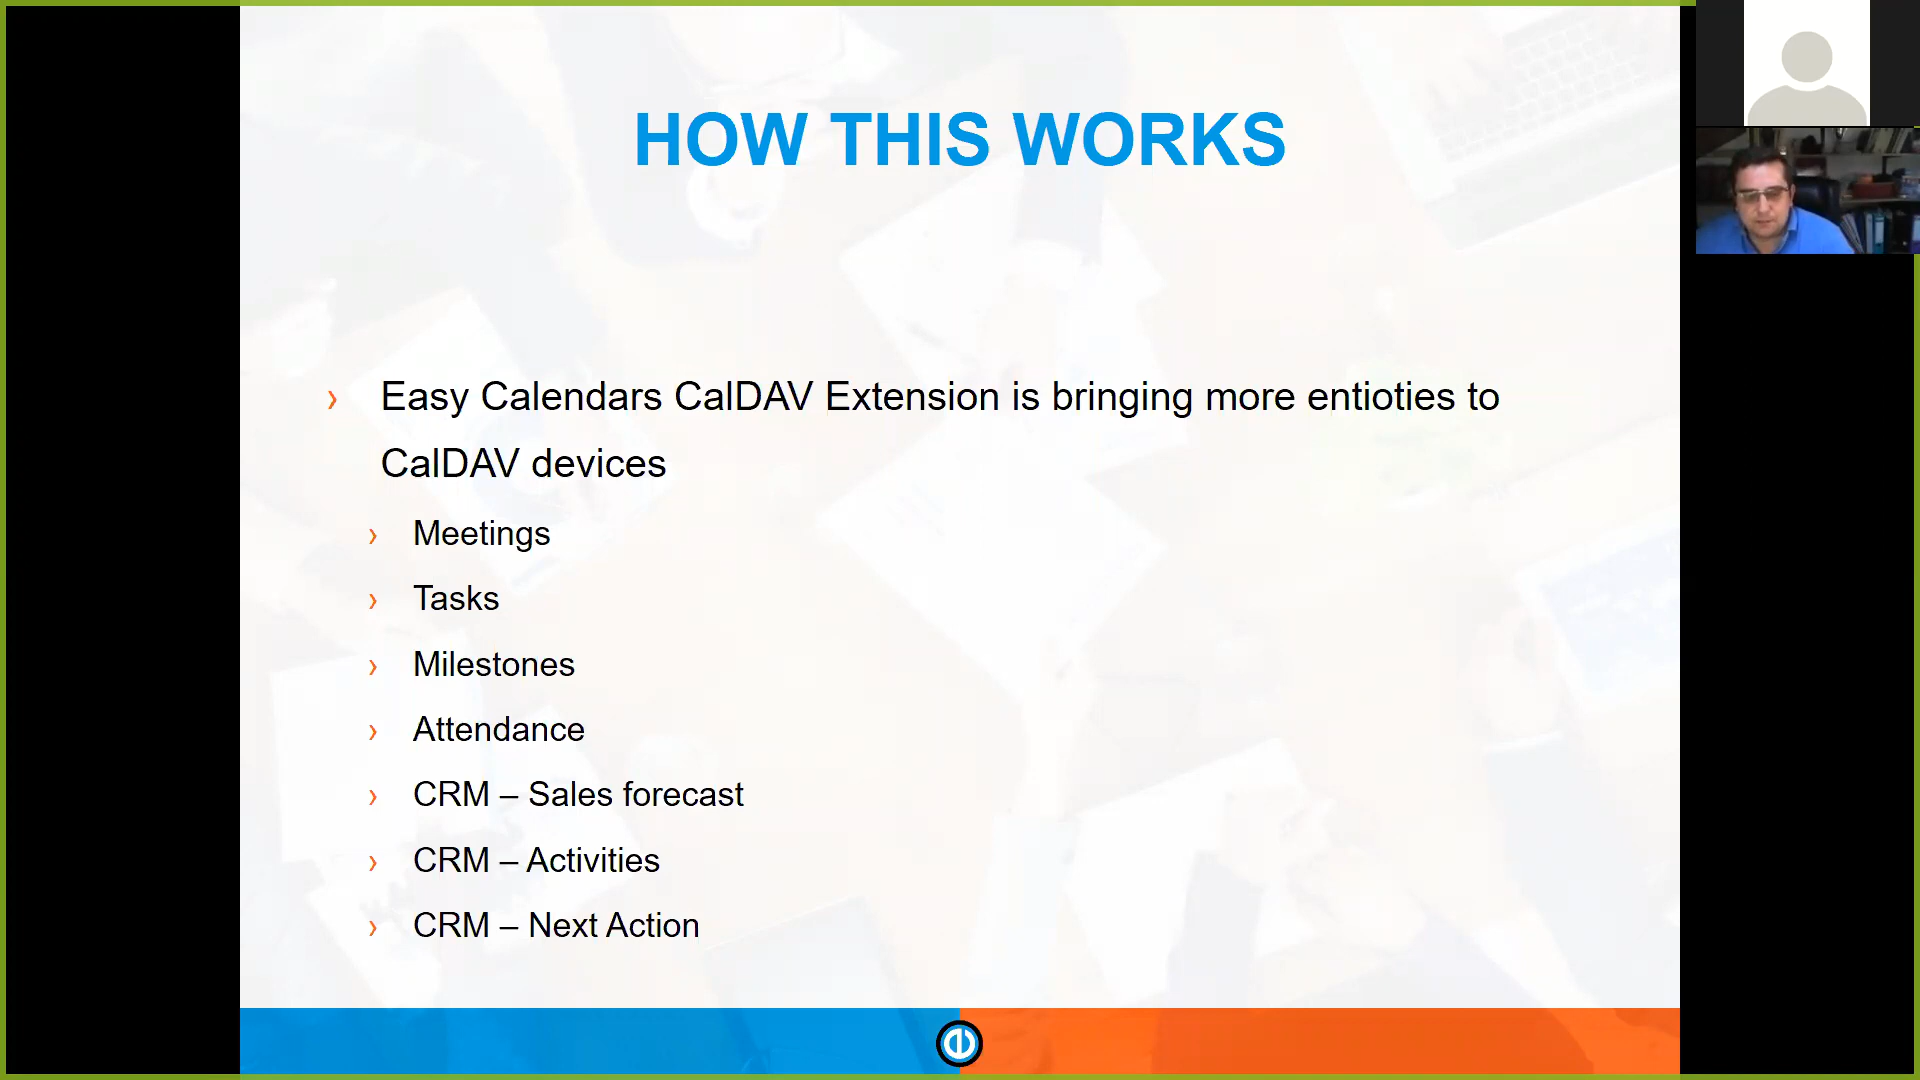 HOW THIS WORKS
› Easy Calendars CalDAV Extension is bringing more entioties to
CalDAV devices
› Meetings
› Tasks
› Milestones
› Attendance
› CRM – Sales forecast
› CRM – Activities
› CRM – Next Action